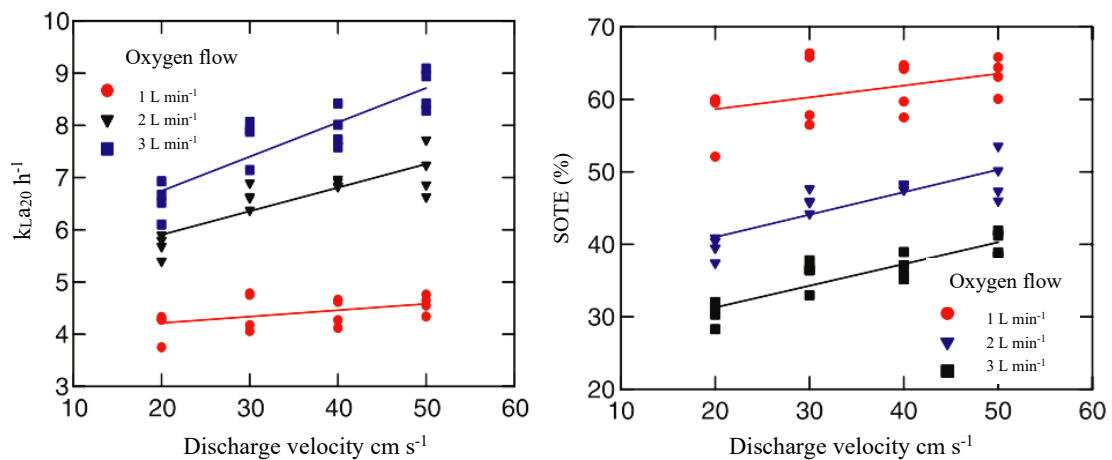 10
9
8
7
6
5
4
3
k_La_20 h⁻¹
Oxygen flow
1 L min⁻¹
2 L min⁻¹
3 L min⁻¹
10 20 30 40 50 60
Discharge velocity cm s⁻¹
70
60
50
40
30
20
SOTE (%)
Oxygen flow
1 L min⁻¹
2 L min⁻¹
3 L min⁻¹
10 20 30 40 50 60
Discharge velocity cm s⁻¹